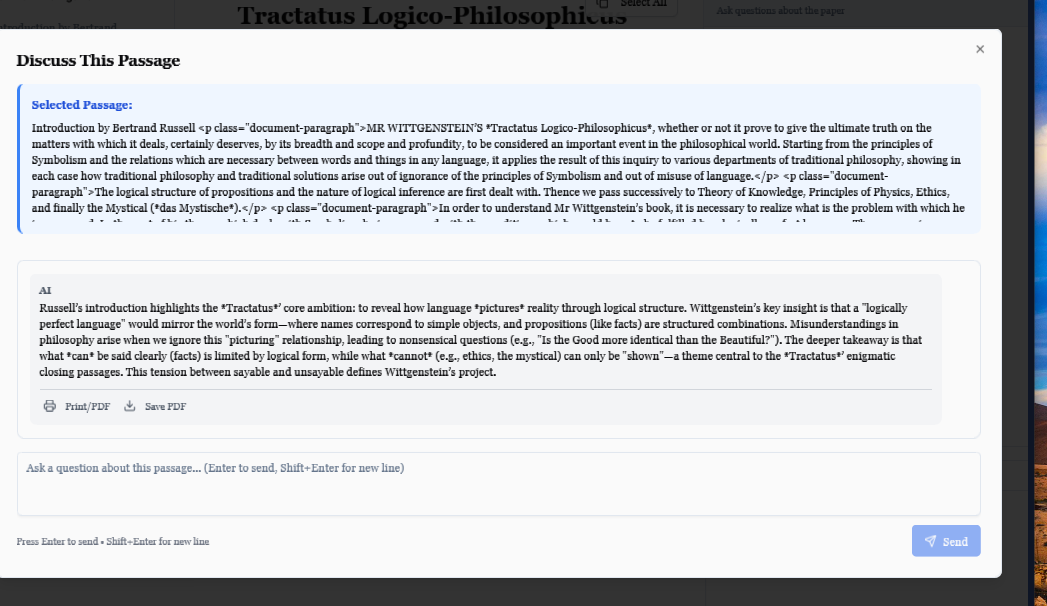 Tractatus Logico-Philosophicus
Select All
Ask questions about the paper
Introduction by Bertrand
Discuss This Passage
Selected Passage:
Introduction by Bertrand Russell <p class="document-paragraph">MR WITTGENSTEIN'S *Tractatus Logico-Philosophicus*, whether or not it prove to give the ultimate truth on the
matters with which it deals, certainly deserves, by its breadth and scope and profundity, to be considered an important event in the philosophical world. Starting from the principles of
Symbolism and the relations which are necessary between words and things in any language, it applies the result of this inquiry to various departments of traditional philosophy, showing in
each case how traditional philosophy and traditional solutions arise out of ignorance of the principles of Symbolism and out of misuse of language.</p> <p class="document-
paragraph">The logical structure of propositions and the nature of logical inference are first dealt with. Thence we pass successively to Theory of Knowledge, Principles of Physics, Ethics,
and finally the Mystical (*das Mystische*).</p> <p class="document-paragraph">In order to understand Mr Wittgenstein's book, it is necessary to realize what is the problem with which he
AI
Russell's introduction highlights the *Tractatus*' core ambition: to reveal how language *pictures* reality through logical structure. Wittgenstein's key insight is that a "logically
perfect language" would mirror the world's form—where names correspond to simple objects, and propositions (like facts) are structured combinations. Misunderstandings in
philosophy arise when we ignore this "picturing" relationship, leading to nonsensical questions (e.g., "Is the Good more identical than the Beautiful?"). The deeper takeaway is that
what *can* be said clearly (facts) is limited by logical form, while what *cannot* (e.g., ethics, the mystical) can only be "shown"—a theme central to the *Tractatus*' enigmatic
closing passages. This tension between sayable and unsayable defines Wittgenstein's project.
Print/PDF Save PDF
Ask a question about this passage... (Enter to send, Shift+Enter for new line)
Press Enter to send • Shift+Enter for new line
Send